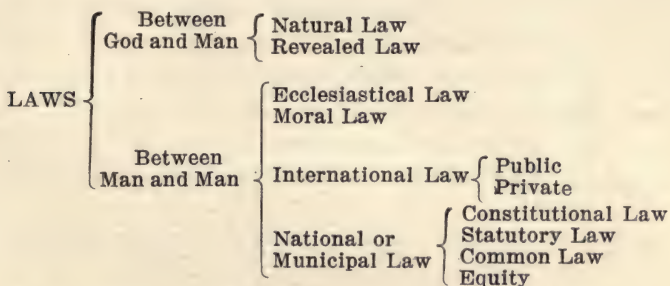 Between
God and Man
Natural Law
Revealed Law
LAWS
Between
Man and Man
Ecclesiastical Law
Moral Law
International Law
Public
Private
National or
Municipal Law
Constitutional Law
Statutory Law
Common Law
Equity